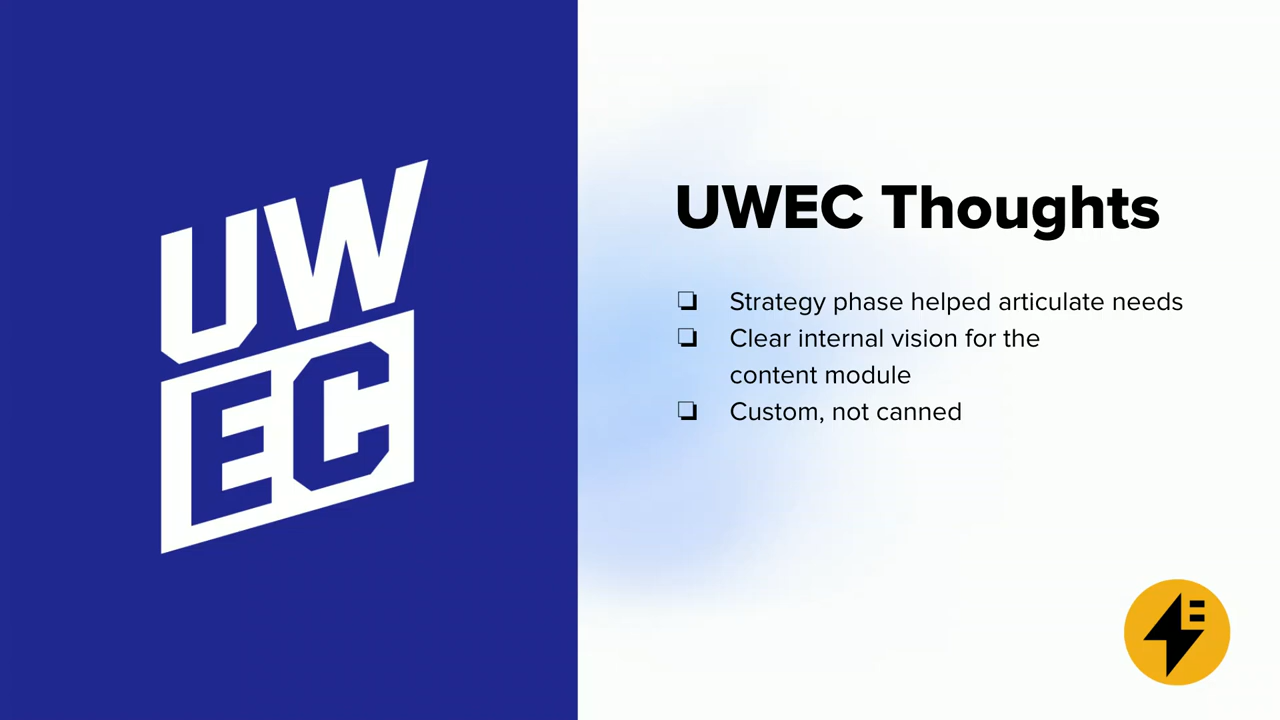 UW
EC
UWEC Thoughts
❏ Strategy phase helped articulate needs
❏ Clear internal vision for the
content module
❏ Custom, not canned
E